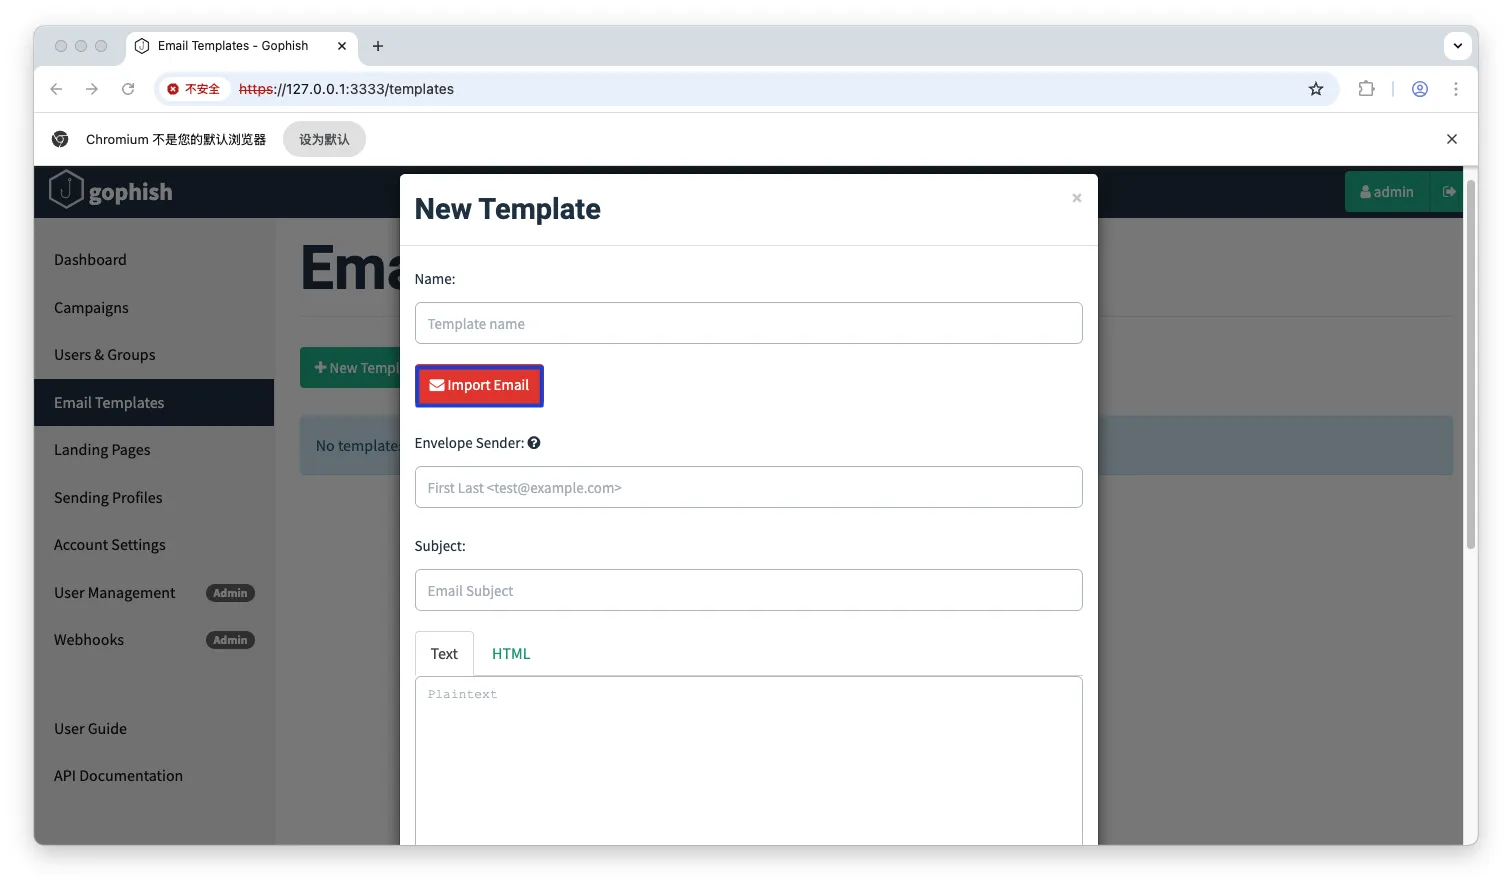 Email Templates - Gophish
不安全 https://127.0.0.1:3333/templates
Chromium 不是您的默认浏览器 设为默认
gophish
admin
Dashboard
Campaigns
Users & Groups
Email Templates
Landing Pages
Sending Profiles
Account Settings
User Management Admin
Webhooks Admin
User Guide
API Documentation
Ema
New Templ
No templates
New Template
×
Name:
Template name
Import Email
Envelope Sender:
First Last <test@example.com>
Subject:
Email Subject
Text HTML
Plaintext